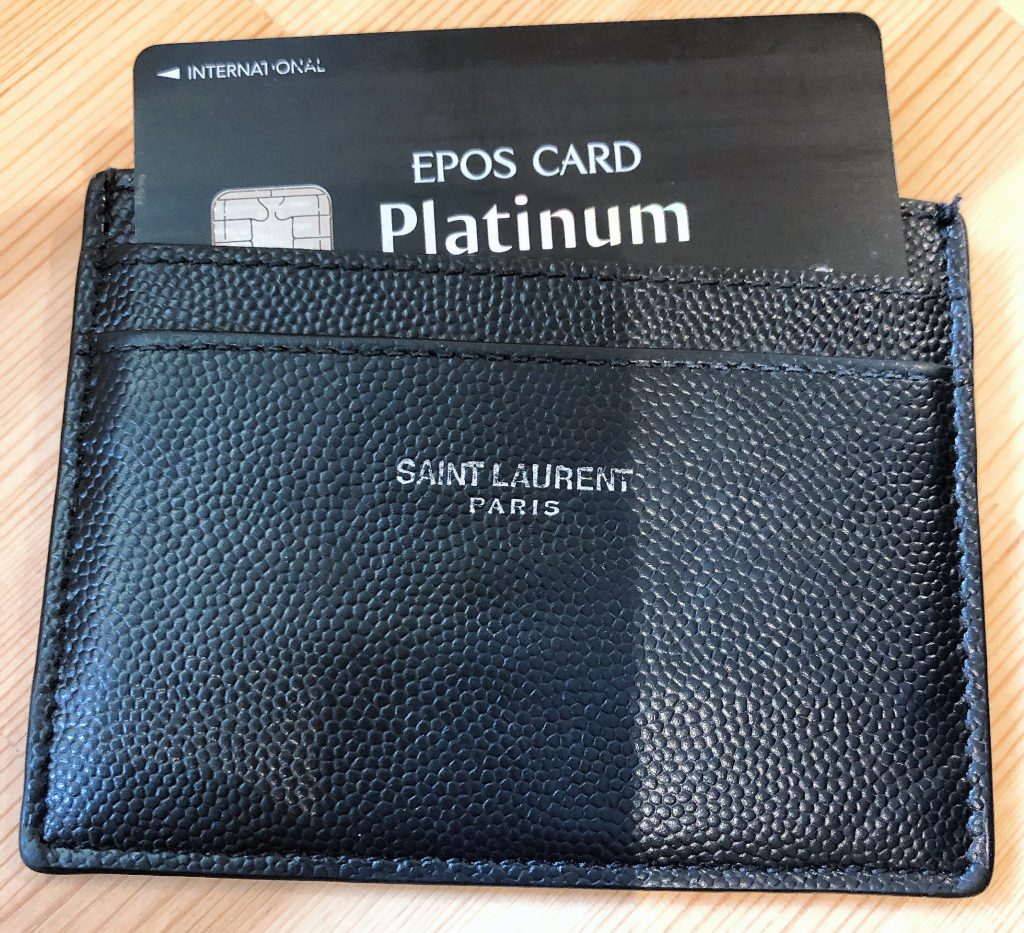 INTERNATIONAL
EPOS CARD
Platinum
SAINT LAURENT
PARIS